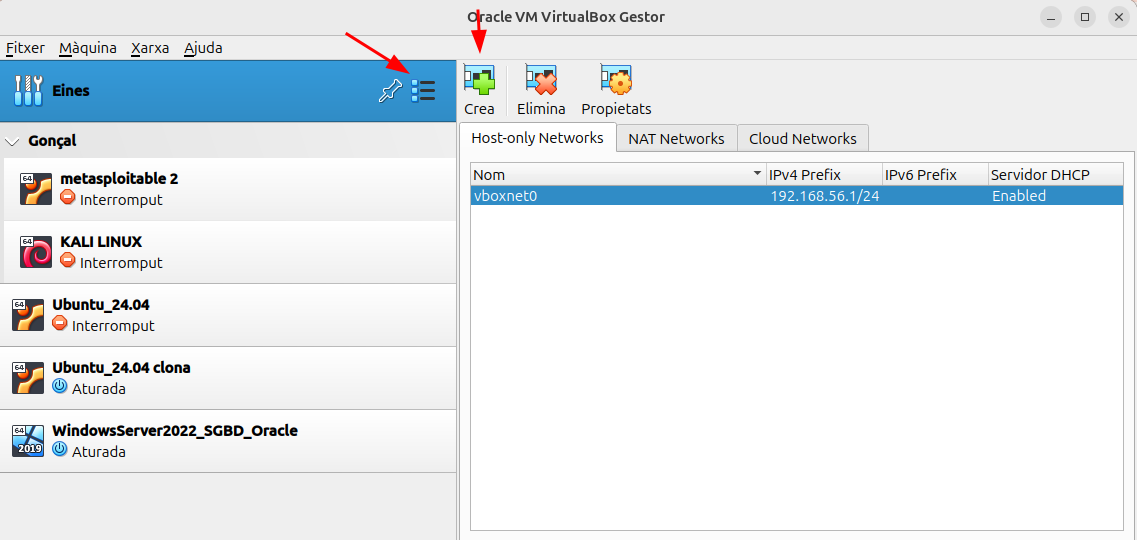 Oracle VM VirtualBox Gestor
Fitxer Màquina Xarxa Ajuda
Eines
Crea Elimina Propietats
Gonçal
Host-only Networks NAT Networks Cloud Networks
64
metasploitable 2
Interromput
Nom IPv4 Prefix IPv6 Prefix Servidor DHCP
vboxnet0 192.168.56.1/24 Enabled
64
KALI LINUX
Interromput
64
Ubuntu_24.04
Interromput
64
Ubuntu_24.04 clona
Aturada
64
2019
WindowsServer2022_SGBD_Oracle
Aturada